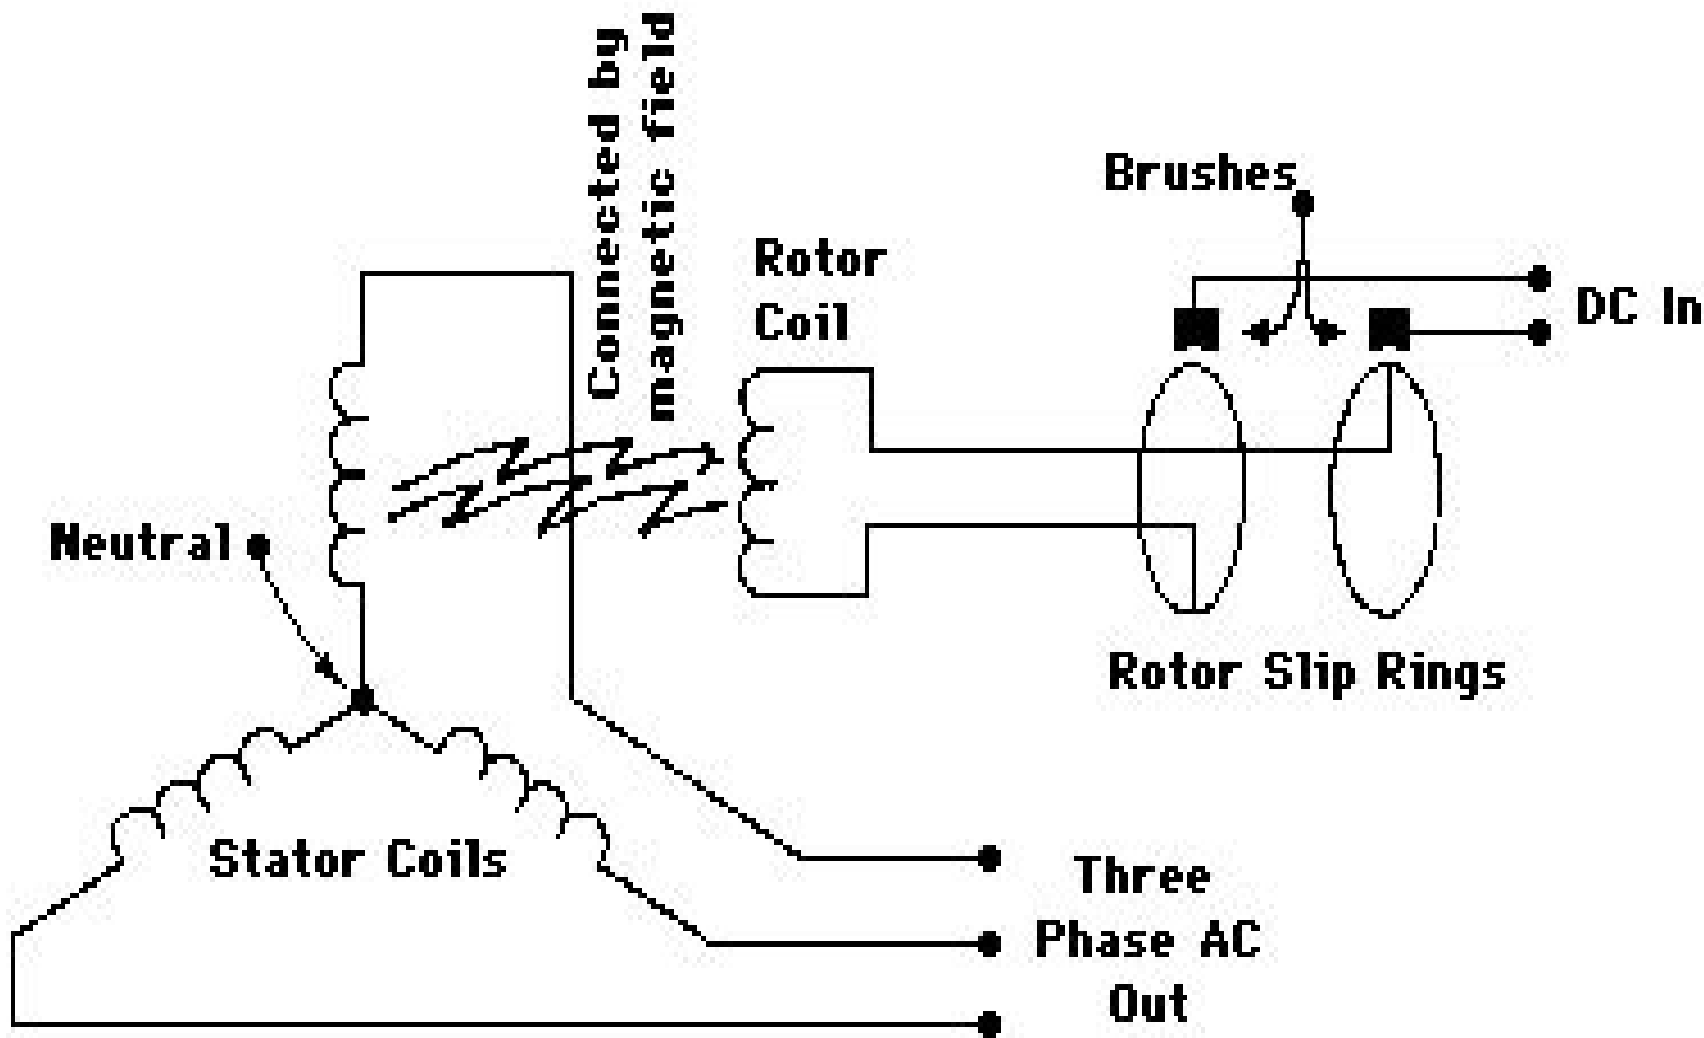 Connected by
magnetic field
Brushes
Rotor
Coil
DC In
Neutral
Rotor Slip Rings
Stator Coils
Three
Phase AC
Out